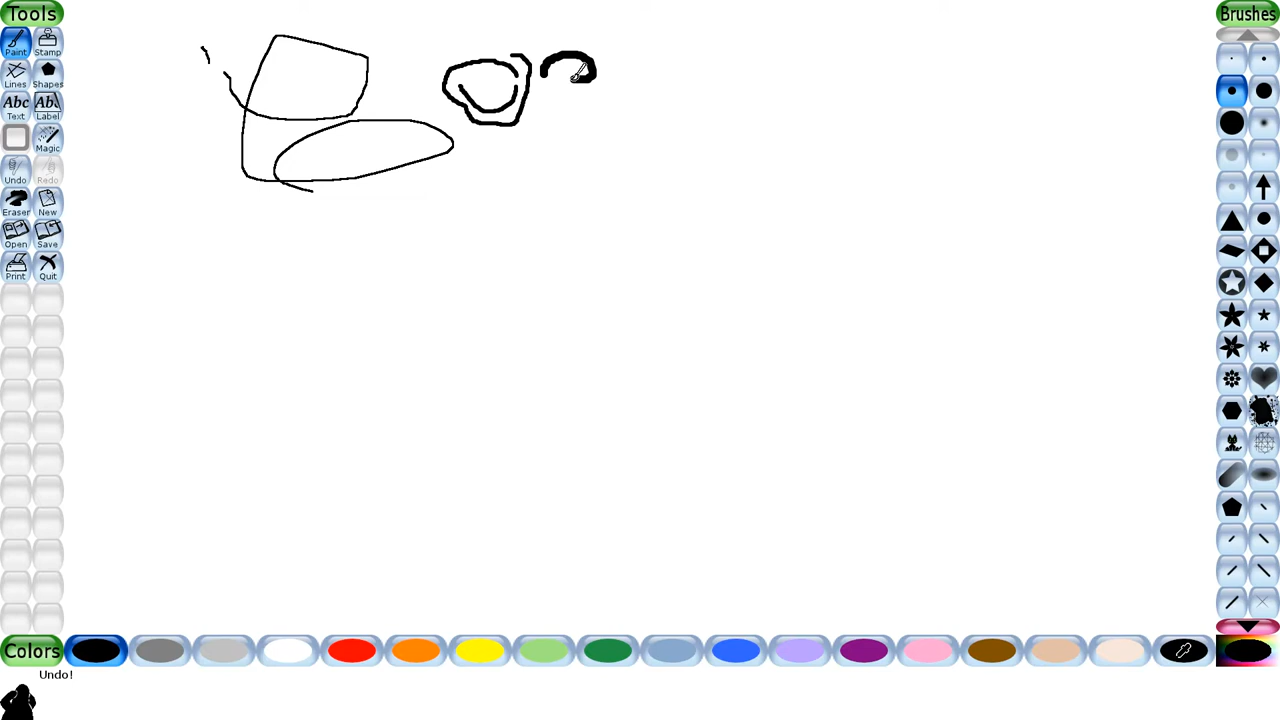 Tools
Brushes
Paint
Stamp
Lines
Shapes
Abc
Abc
Text
Label
Magic
Undo
Redo
Eraser
New
Open
Save
Print
Quit
Colors
Undo!